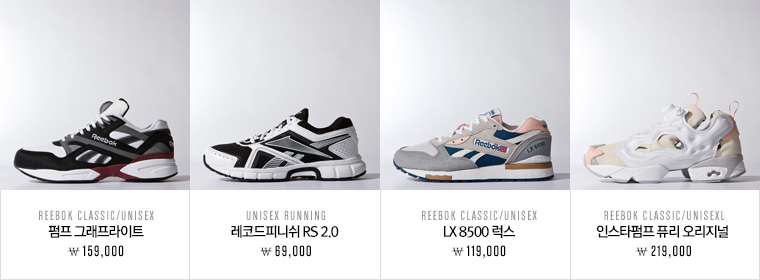 Reebok
Reebok
LX 8500
REEBOK CLASSIC/UNISEX
펌프 그래프라이트
₩ 159,000
UNISEX RUNNING
레코드피니쉬 RS 2.0
₩ 69,000
REEBOK CLASSIC/UNISEX
LX 8500 럭스
₩ 119,000
REEBOK CLASSIC/UNISEXL
인스타펌프 퓨리 오리지널
₩ 219,000